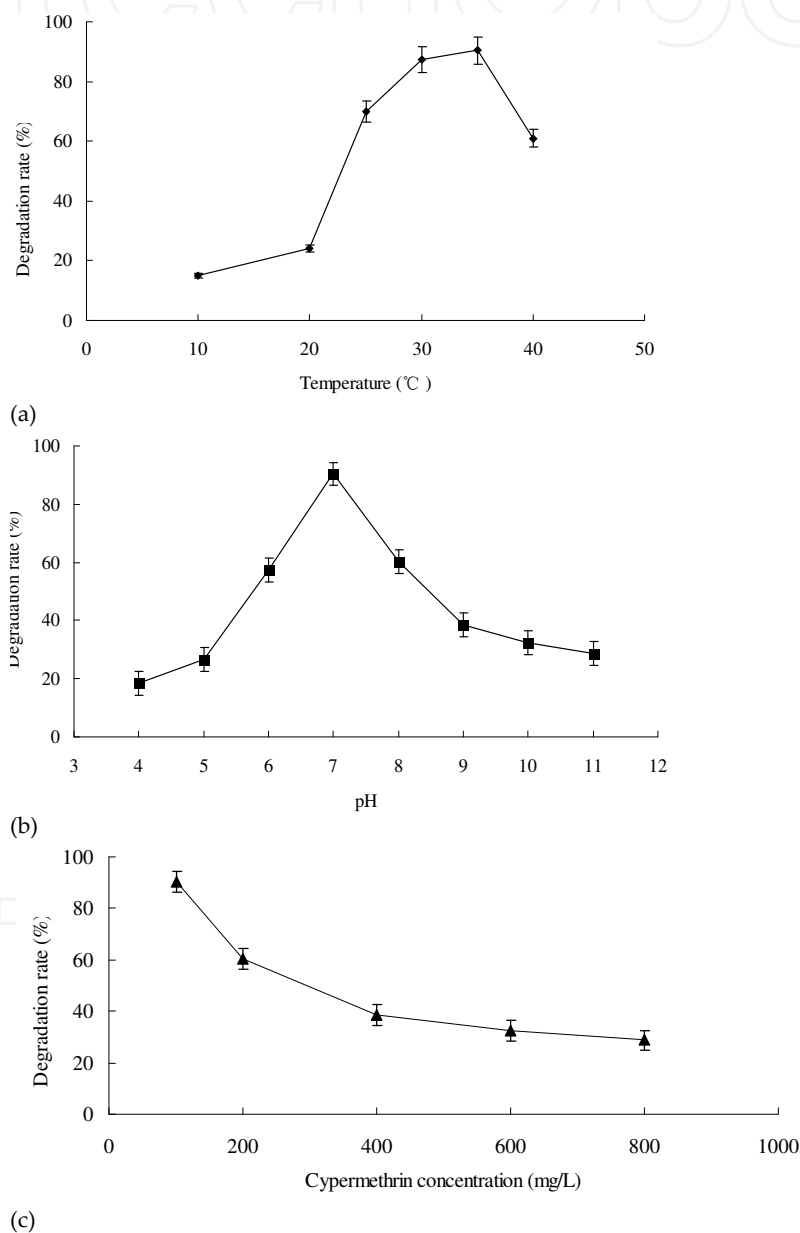 100
80
60
40
20
0
Degradation rate (%)
0 10 20 30 40 50
Temperature (℃ )
(a)
100
80
60
40
20
0
Degradation rate (%)
3 4 5 6 7 8 9 10 11 12
pH
(b)
100
80
60
40
20
0
Degradation rate (%)
0 200 400 600 800 1000
Cypermethrin concentration (mg/L)
(c)